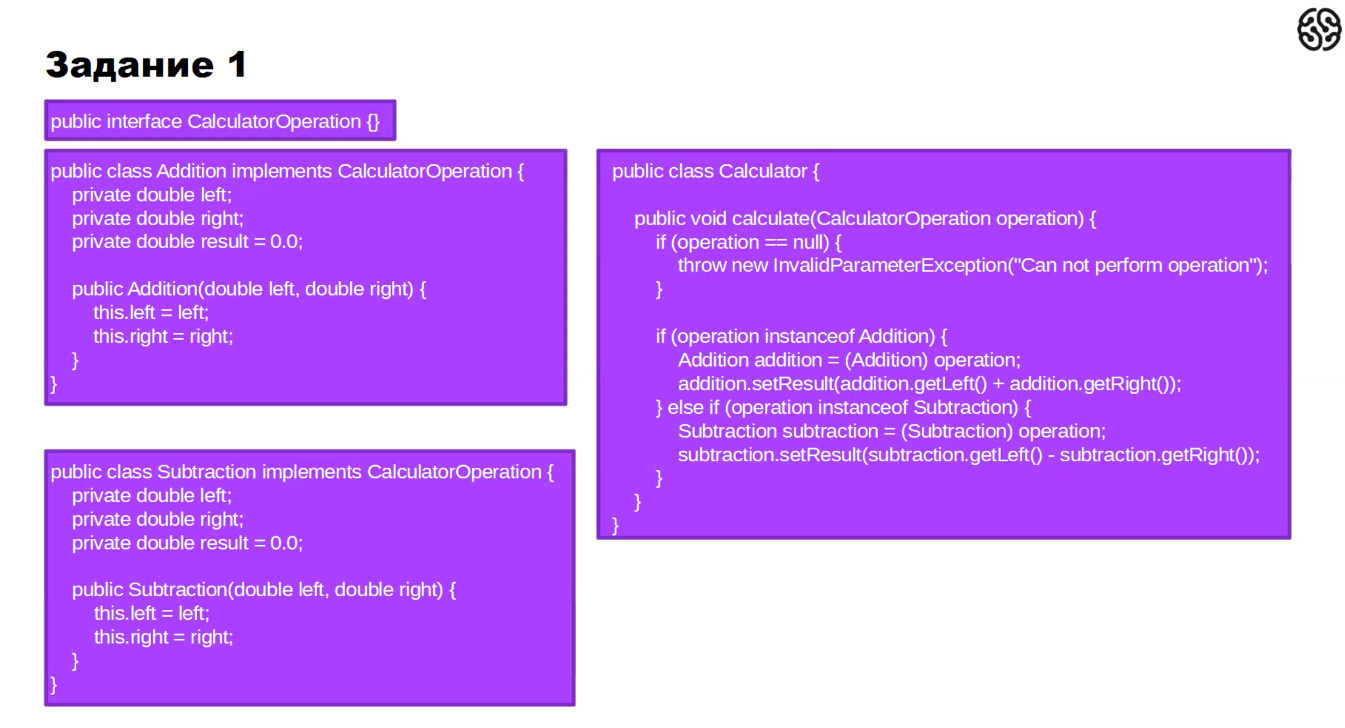 Задание 1
public interface CalculatorOperation {}
public class Addition implements CalculatorOperation {
private double left;
private double right;
private double result = 0.0;
public Addition(double left, double right) {
this.left = left;
this.right = right;
}
}
public class Subtraction implements CalculatorOperation {
private double left;
private double right;
private double result = 0.0;
public Subtraction(double left, double right) {
this.left = left;
this.right = right;
}
}
public class Calculator {
public void calculate(CalculatorOperation operation) {
if (operation == null) {
throw new InvalidParameterException("Can not perform operation");
}
if (operation instanceof Addition) {
Addition addition = (Addition) operation;
addition.setResult(addition.getLeft() + addition.getRight());
} else if (operation instanceof Subtraction) {
Subtraction subtraction = (Subtraction) operation;
subtraction.setResult(subtraction.getLeft() - subtraction.getRight());
}
}
}